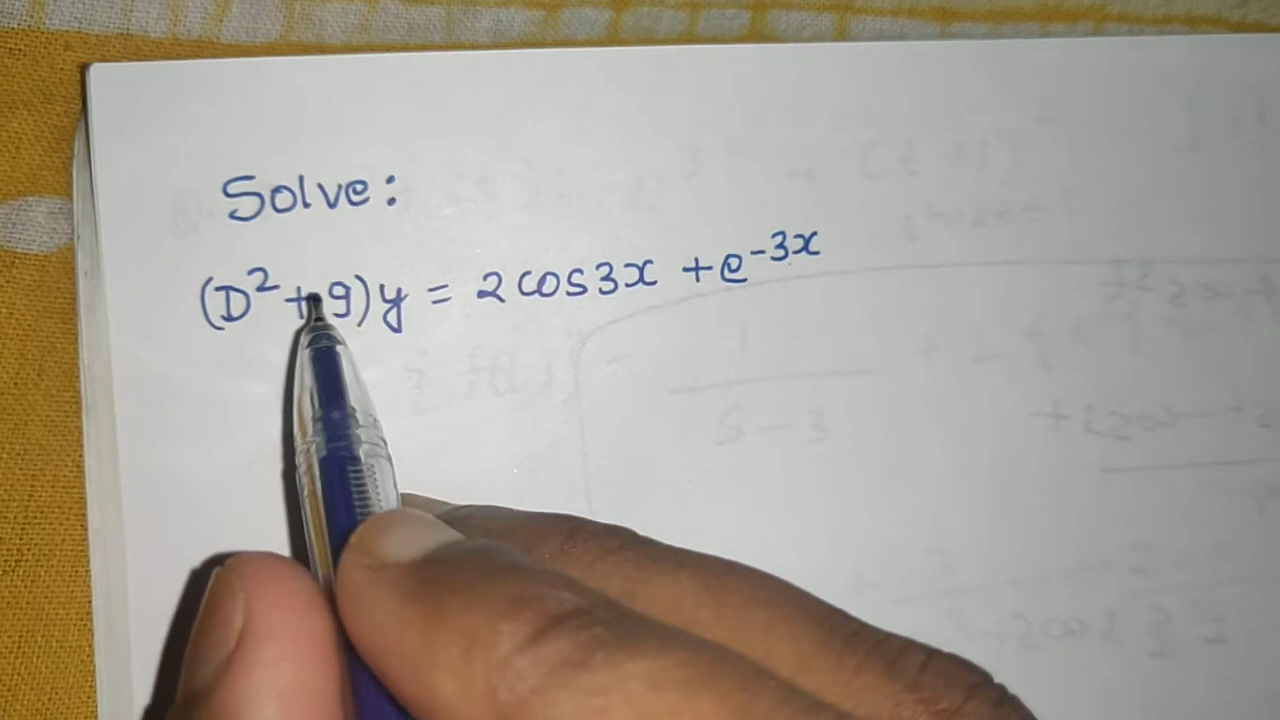 Solve:
(D²+9)y = 2cos3x + e⁻³ˣ